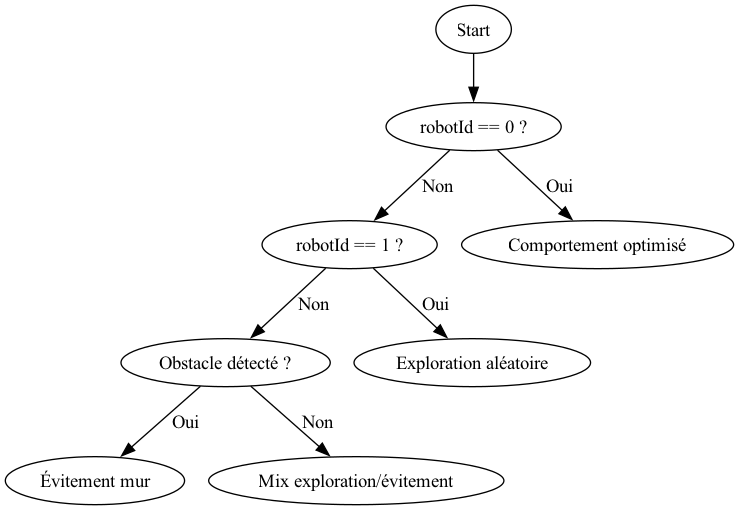 Start
robotId == 0 ?
Non
Oui
robotId == 1 ?
Comportement optimisé
Non
Oui
Obstacle détecté ?
Exploration aléatoire
Oui
Non
Évitement mur
Mix exploration/évitement